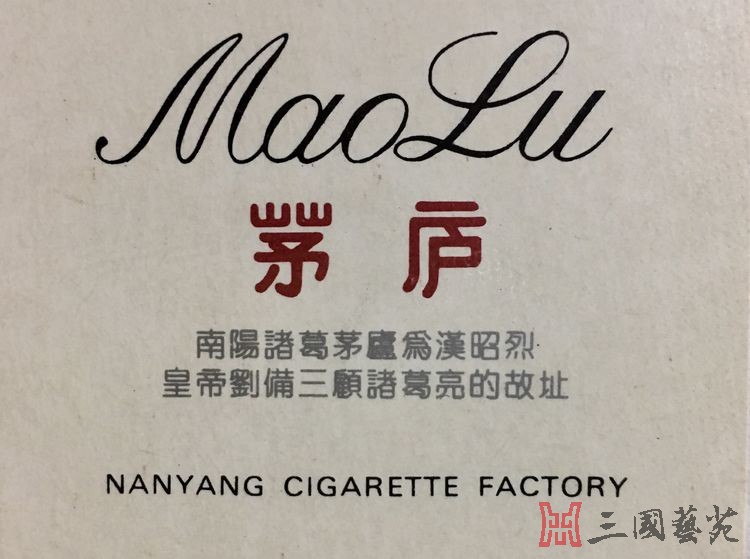 MaoLu
茅庐
南陽諸葛茅廬為漢昭烈
皇帝劉備三顧諸葛亮的故址
NANYANG CIGARETTE FACTORY
三國藝苑